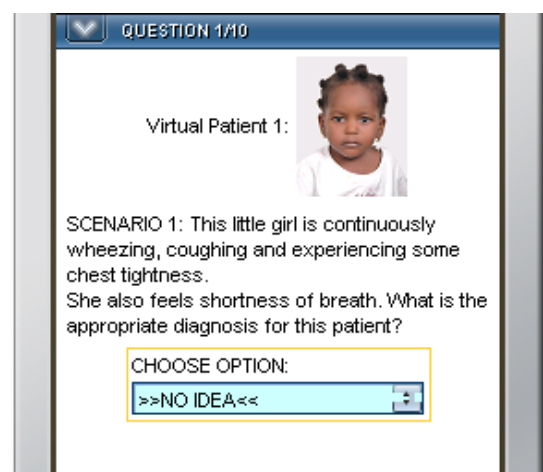 QUESTION 1/10
Virtual Patient 1:
SCENARIO 1: This little girl is continuously
wheezing, coughing and experiencing some
chest tightness.
She also feels shortness of breath. What is the
appropriate diagnosis for this patient?
CHOOSE OPTION:
>>NO IDEA<<